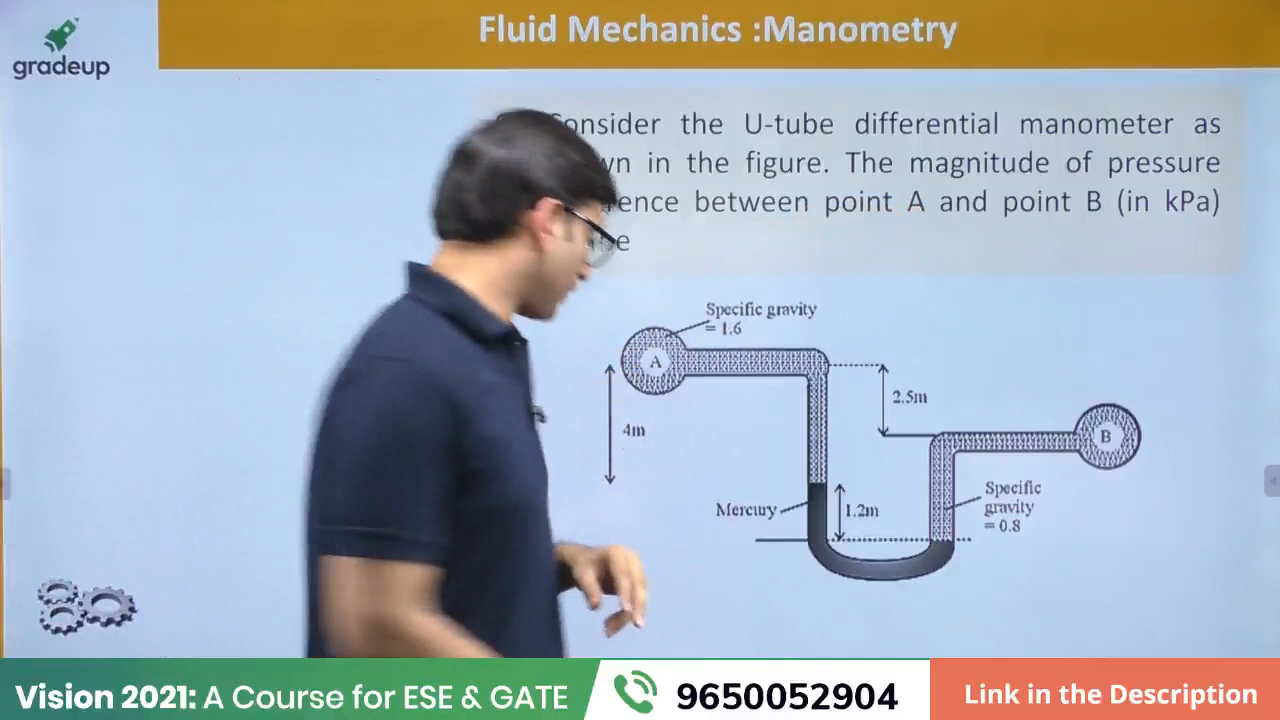 Fluid Mechanics :Manometry
gradeup
Consider the U-tube differential manometer as
in the figure. The magnitude of pressure
between point A and point B (in kPa)
Specific gravity
= 1.6
A
2.5m
4m
B
Specific
gravity
= 0.8
Mercury
1.2m
Vision 2021: A Course for ESE & GATE
9650052904
Link in the Description